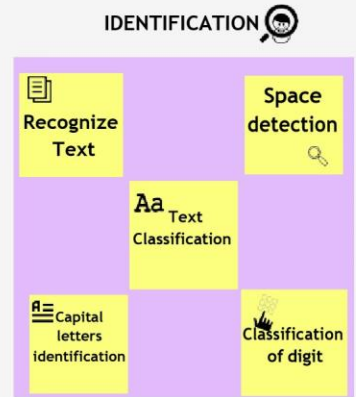 IDENTIFICATION
Recognize
Text
Space
detection
Aa
Text
Classification
Capital
letters
identification
Classification
of digit